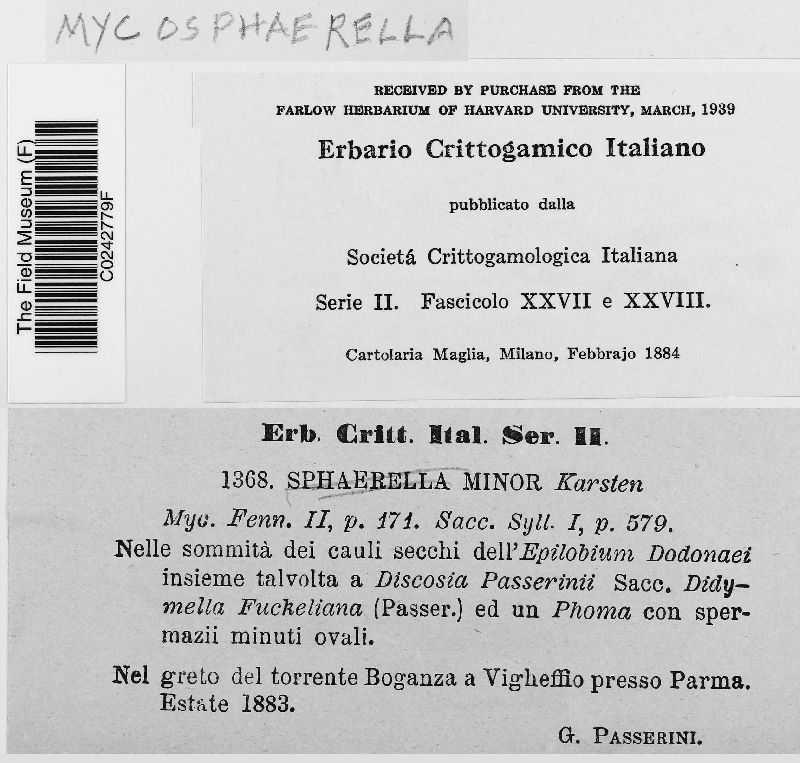 MYCOSPHAERELLA
RECEIVED BY PURCHASE FROM THE
FARLOW HERBARIUM OF HARVARD UNIVERSITY, MARCH, 1939
Erbario Crittogamico Italiano
pubblicato dalla
Societá Crittogamologica Italiana
Serie II. Fascicolo XXVII e XXVIII.
Cartolaria Maglia, Milano, Febbrajo 1884
The Field Museum (F)
C0242779F
Erb. Critt. Ital. Ser. II.
1368. SPHAERELLA MINOR Karsten
Myc. Fenn. II, p. 171. Sacc. Syll. I, p. 579.
Nelle sommità dei cauli secchi dell'Epilobium Dodonaei
insieme talvolta a Discosia Passerinii Sacc. Didy-
mella Fuckeliana (Passer.) ed un Phoma con sper-
mazii minuti ovali.
Nel greto del torrente Boganza a Vigheffio presso Parma.
Estate 1883.
G. PASSERINI.